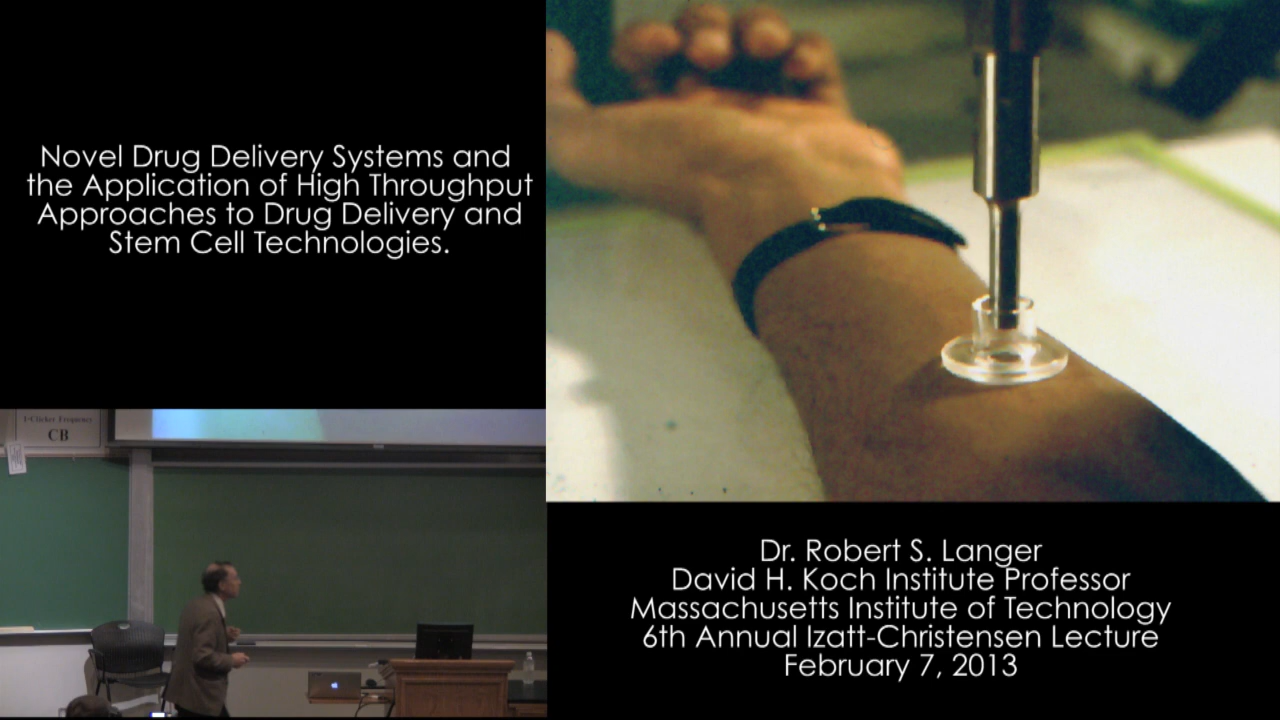 Novel Drug Delivery Systems and
the Application of High Throughput
Approaches to Drug Delivery and
Stem Cell Technologies.
I-Clicker Frequency
CB
Dr. Robert S. Langer
David H. Koch Institute Professor
Massachusetts Institute of Technology
6th Annual Izatt-Christensen Lecture
February 7, 2013